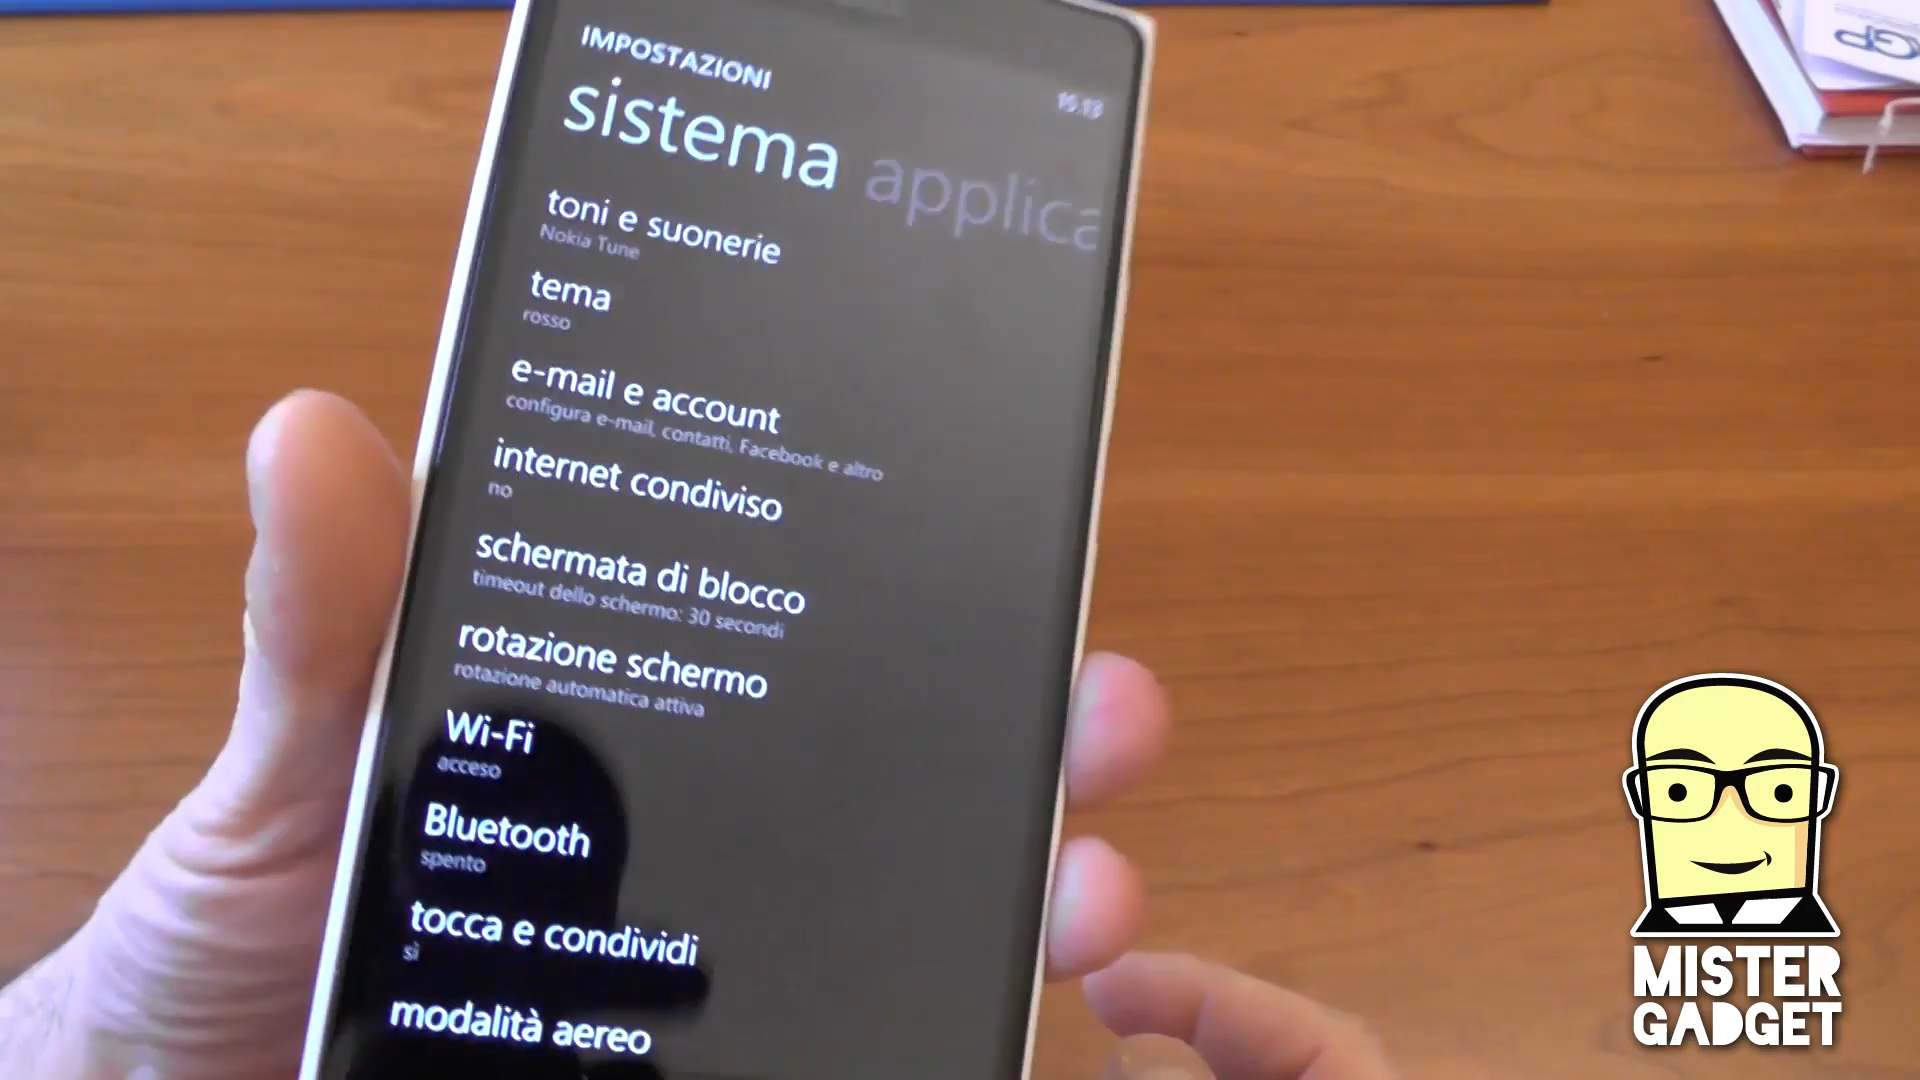 IMPOSTAZIONI
sistema applica
toni e suonerie
Nokia Tune
tema
rosso
e-mail e account
configura e-mail, contatti, Facebook e altro
internet condiviso
no
schermata di blocco
timeout dello schermo: 30 secondi
rotazione schermo
rotazione automatica attiva
Wi-Fi
acceso
Bluetooth
spento
tocca e condividi
sì
modalità aereo
MISTER
GADGET